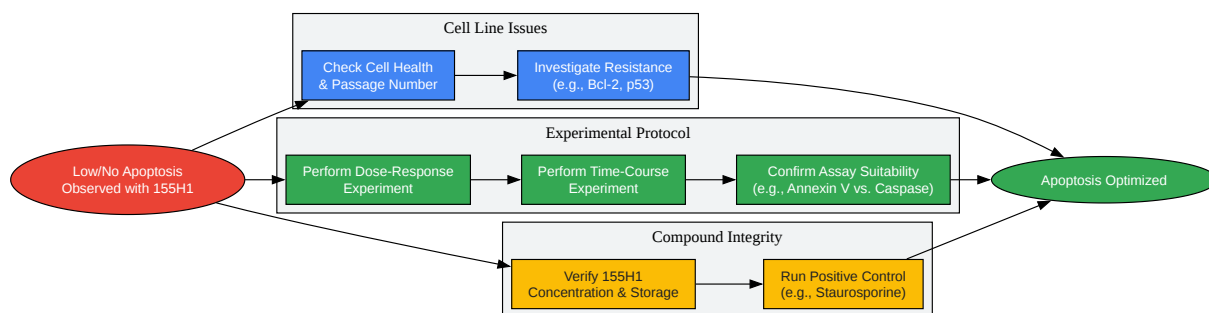 Cell Line Issues
Check Cell Health
& Passage Number
Investigate Resistance
(e.g., Bcl-2, p53)
Low/No Apoptosis
Observed with 155H1
Experimental Protocol
Perform Dose-Response
Experiment
Perform Time-Course
Experiment
Confirm Assay Suitability
(e.g., Annexin V vs. Caspase)
Apoptosis Optimized
Compound Integrity
Verify 155H1
Concentration & Storage
Run Positive Control
(e.g., Staurosporine)